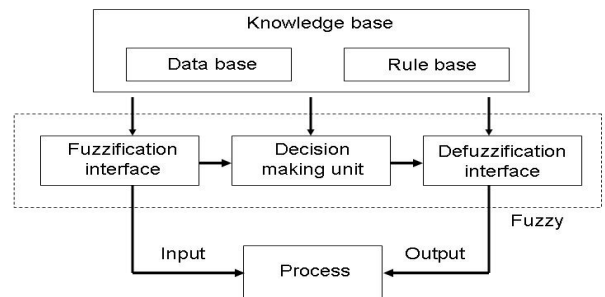 Knowledge base
Data base
Rule base
Fuzzification
interface
Decision
making unit
Defuzzification
interface
Fuzzy
Input
Output
Process